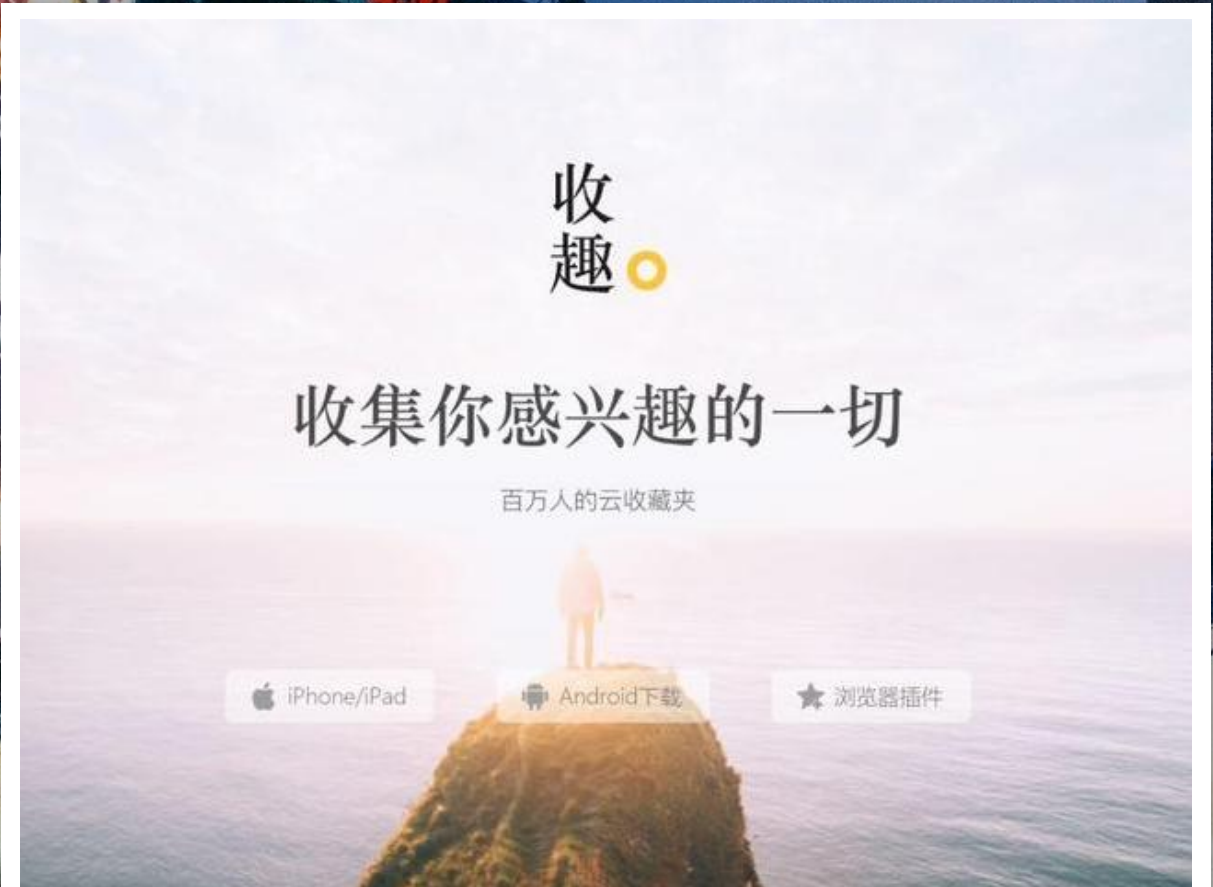 收
趣
收集你感兴趣的一切
百万人的云收藏夹
iPhone/iPad
Android下载
浏览器插件